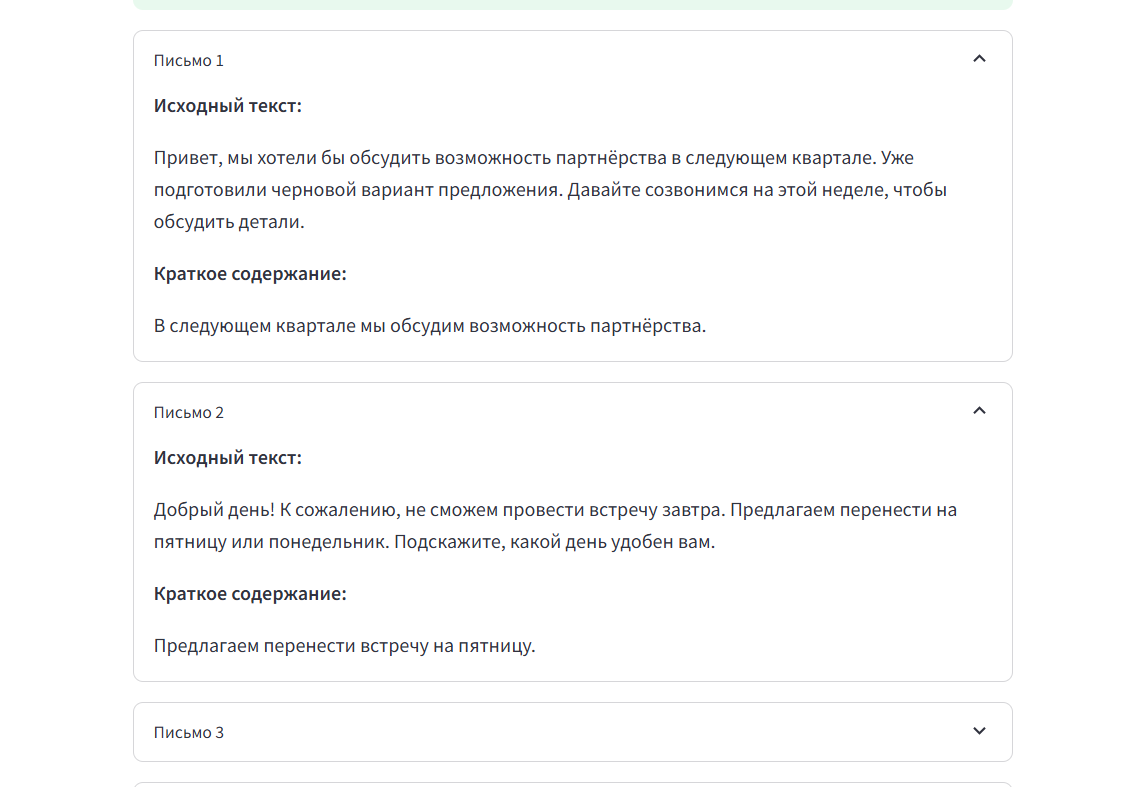 Письмо 1
Исходный текст:
Привет, мы хотели бы обсудить возможность партнёрства в следующем квартале. Уже
подготовили черновой вариант предложения. Давайте созвонимся на этой неделе, чтобы
обсудить детали.
Краткое содержание:
В следующем квартале мы обсудим возможность партнёрства.
Письмо 2
Исходный текст:
Добрый день! К сожалению, не сможем провести встречу завтра. Предлагаем перенести на
пятницу или понедельник. Подскажите, какой день удобен вам.
Краткое содержание:
Предлагаем перенести встречу на пятницу.
Письмо 3